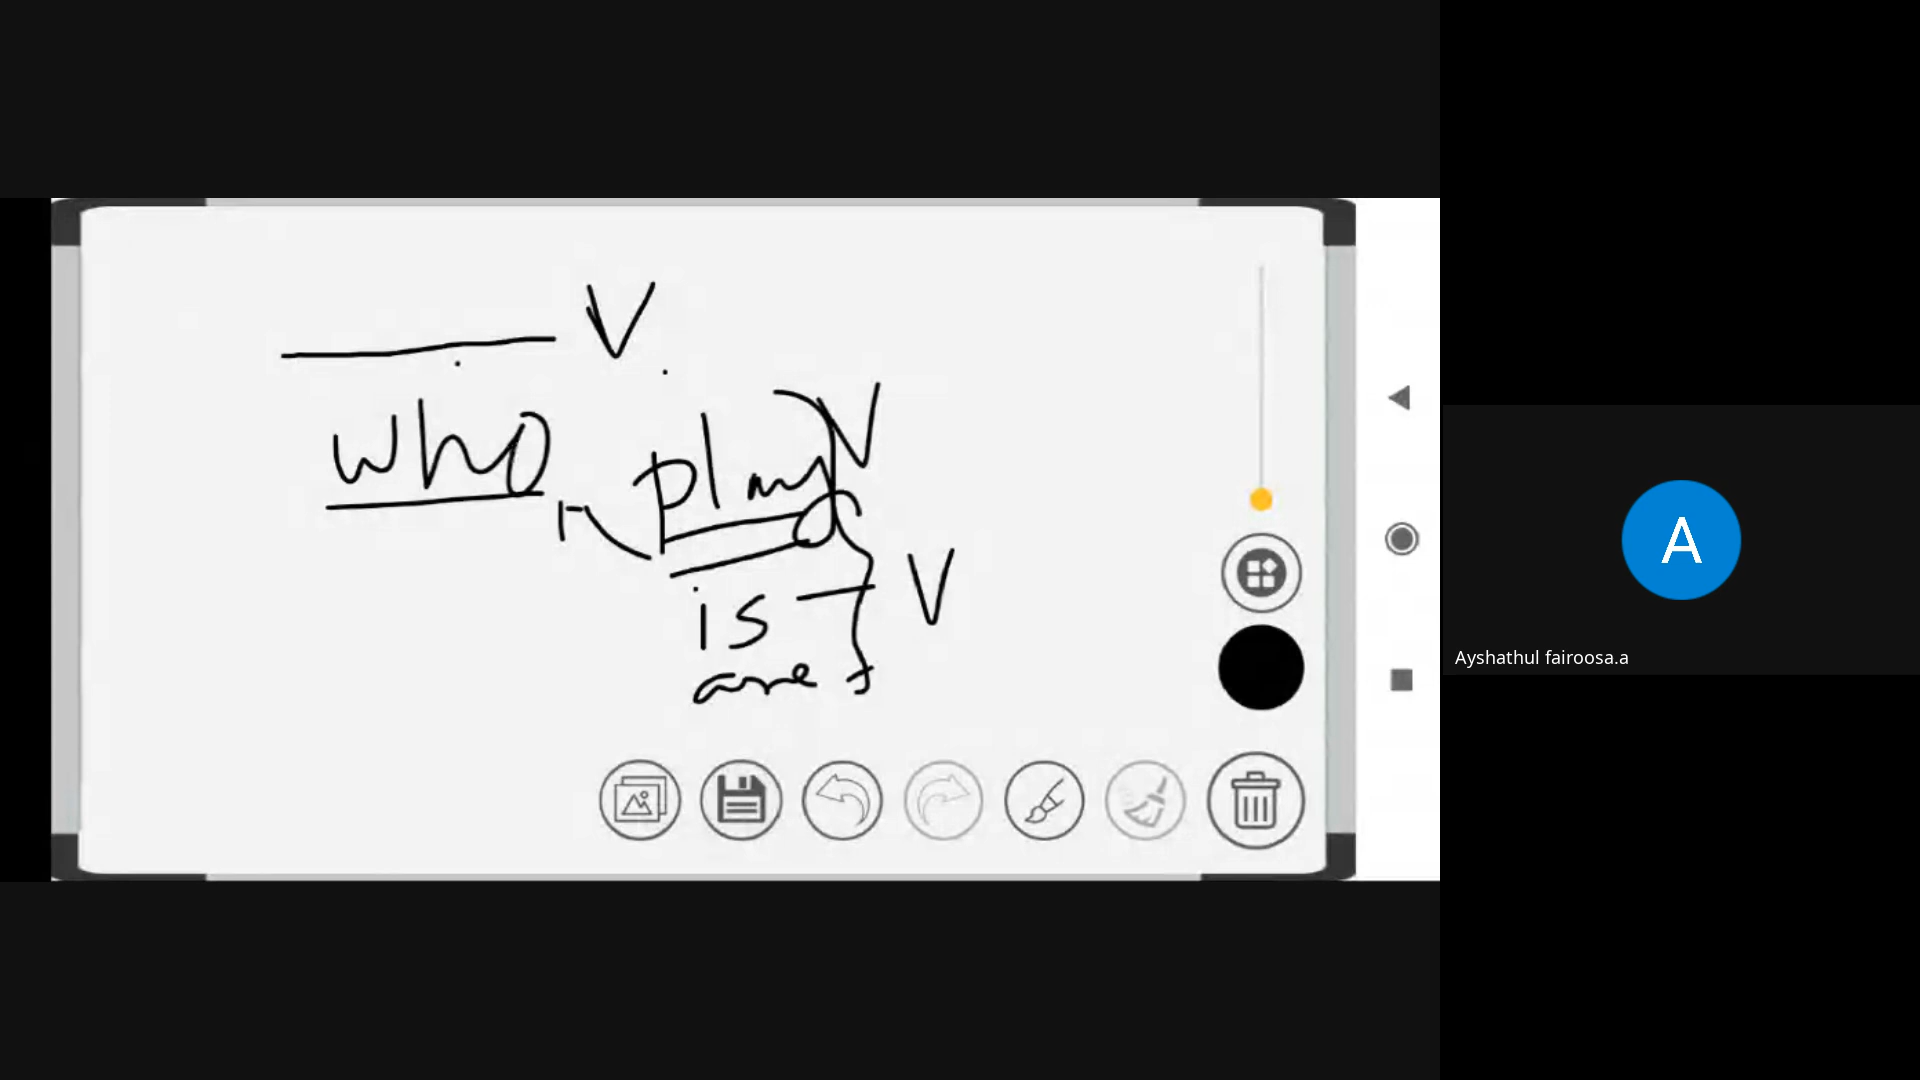 V
who play V
is V
are
A
Ayshathul fairoosa.a